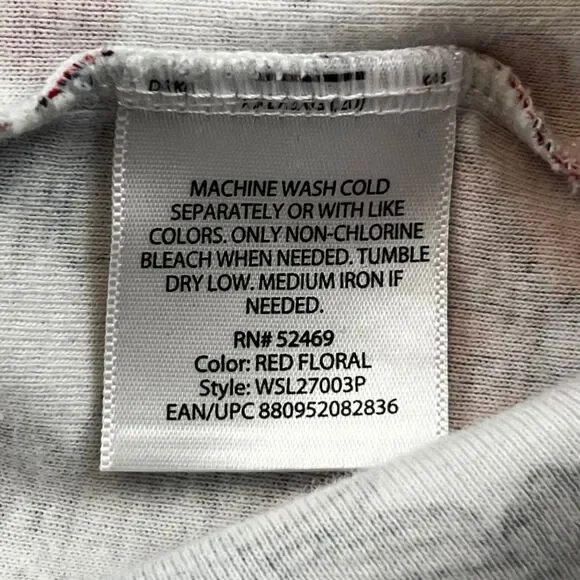 MACHINE WASH COLD
SEPARATELY OR WITH LIKE
COLORS. ONLY NON-CHLORINE
BLEACH WHEN NEEDED. TUMBLE
DRY LOW. MEDIUM IRON IF
NEEDED.
RN# 52469
Color: RED FLORAL
Style: WSL27003P
EAN/UPC 880952082836